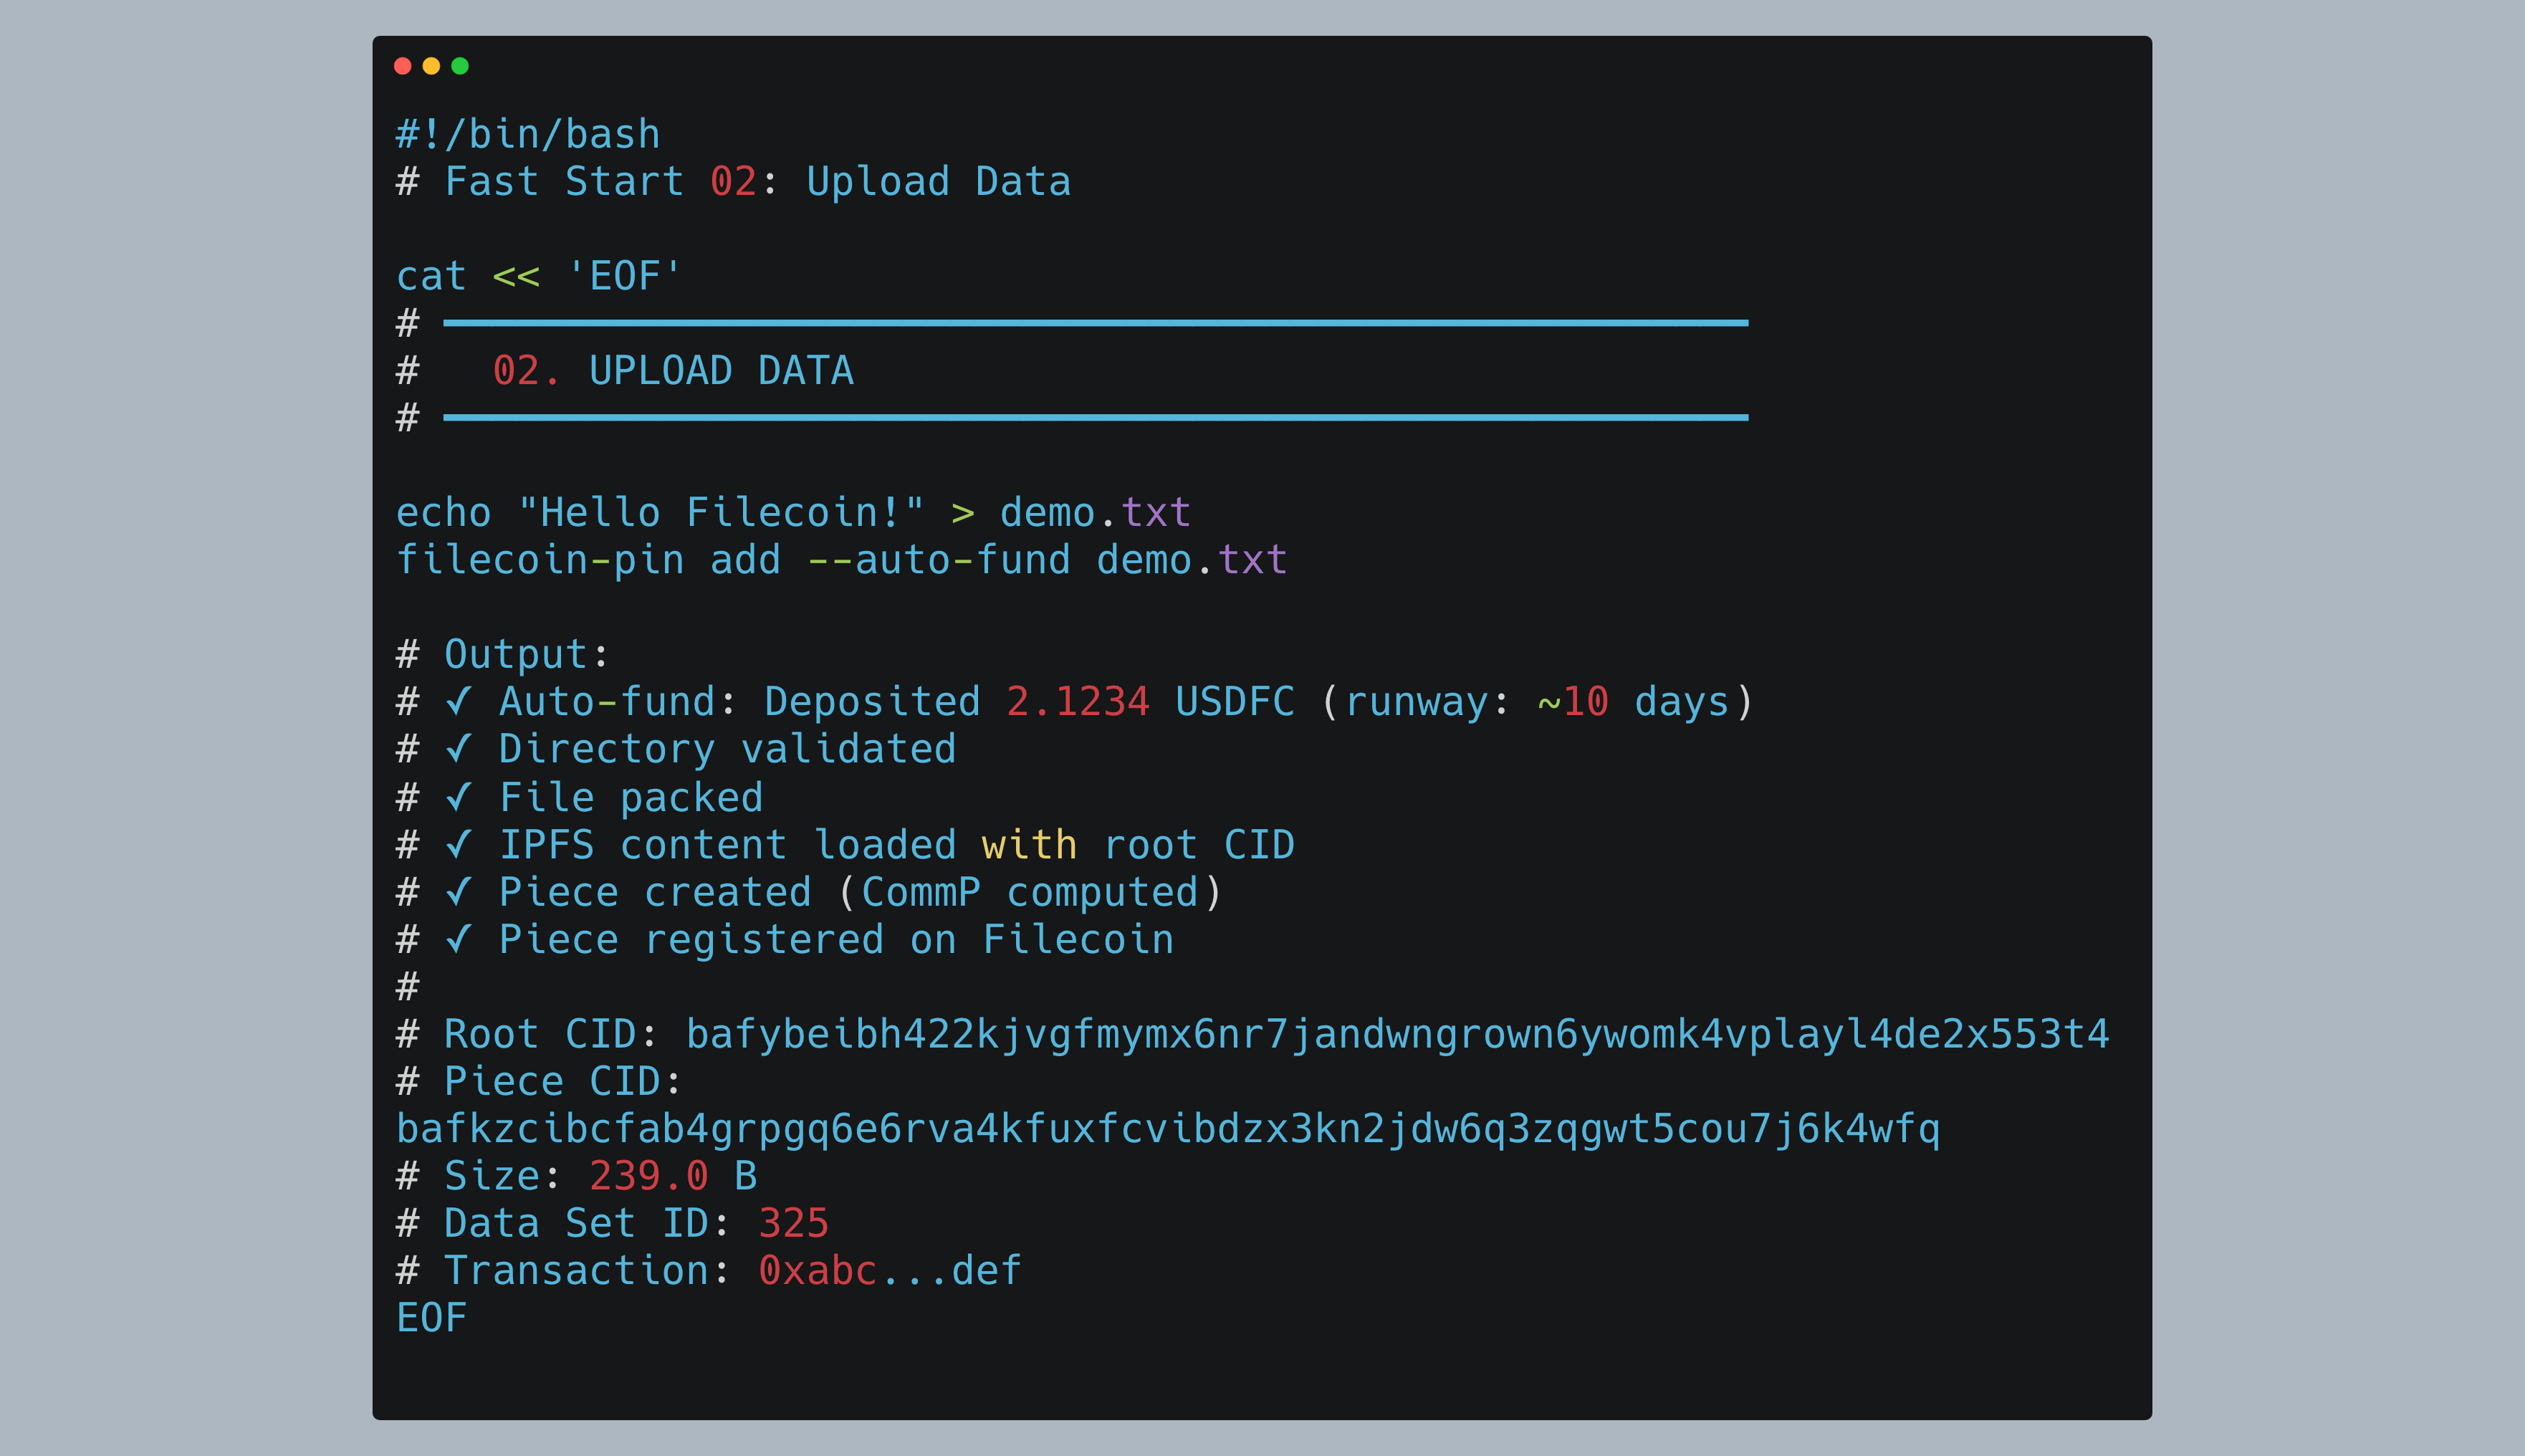 #!/bin/bash
# Fast Start 02: Upload Data
cat << 'EOF'
# ━━━━━━━━━━━━━━━━━━━━━━━━━━━━━━━━━━━━━━━━━━━━━━━━━━━━━━
#   02. UPLOAD DATA
# ━━━━━━━━━━━━━━━━━━━━━━━━━━━━━━━━━━━━━━━━━━━━━━━━━━━━━━
echo "Hello Filecoin!" > demo.txt
filecoin-pin add --auto-fund demo.txt
# Output:
# ✓ Auto-fund: Deposited 2.1234 USDFC (runway: ~10 days)
# ✓ Directory validated
# ✓ File packed
# ✓ IPFS content loaded with root CID
# ✓ Piece created (CommP computed)
# ✓ Piece registered on Filecoin
#
# Root CID: bafybeibh422kjvgfmymx6nr7jandwngrown6ywomk4vplayl4de2x553t4
# Piece CID:
bafkzcibcfab4grpgq6e6rva4kfuxfcvibdzx3kn2jdw6q3zqgwt5cou7j6k4wfq
# Size: 239.0 B
# Data Set ID: 325
# Transaction: 0xabc...def
EOF